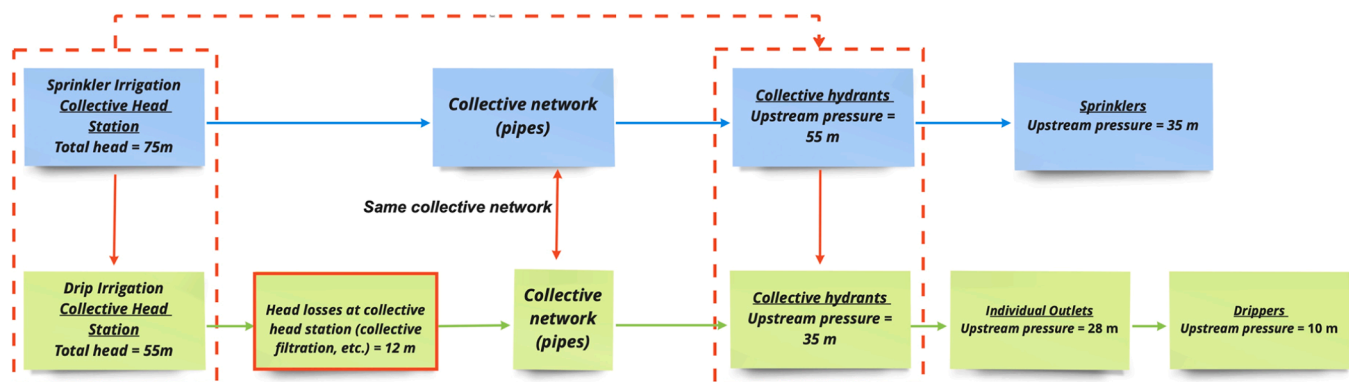 Sprinkler Irrigation
Collective Head
Station
Total head = 75m
Collective network
(pipes)
Collective hydrants
Upstream pressure =
55 m
Sprinklers
Upstream pressure = 35 m
Same collective network
Drip Irrigation
Collective Head
Station
Total head = 55m
Head losses at collective
head station (collective
filtration, etc.) = 12 m
Collective
network
(pipes)
Collective hydrants
Upstream pressure =
35 m
Individual Outlets
Upstream pressure = 28 m
Drippers
Upstream pressure = 10 m